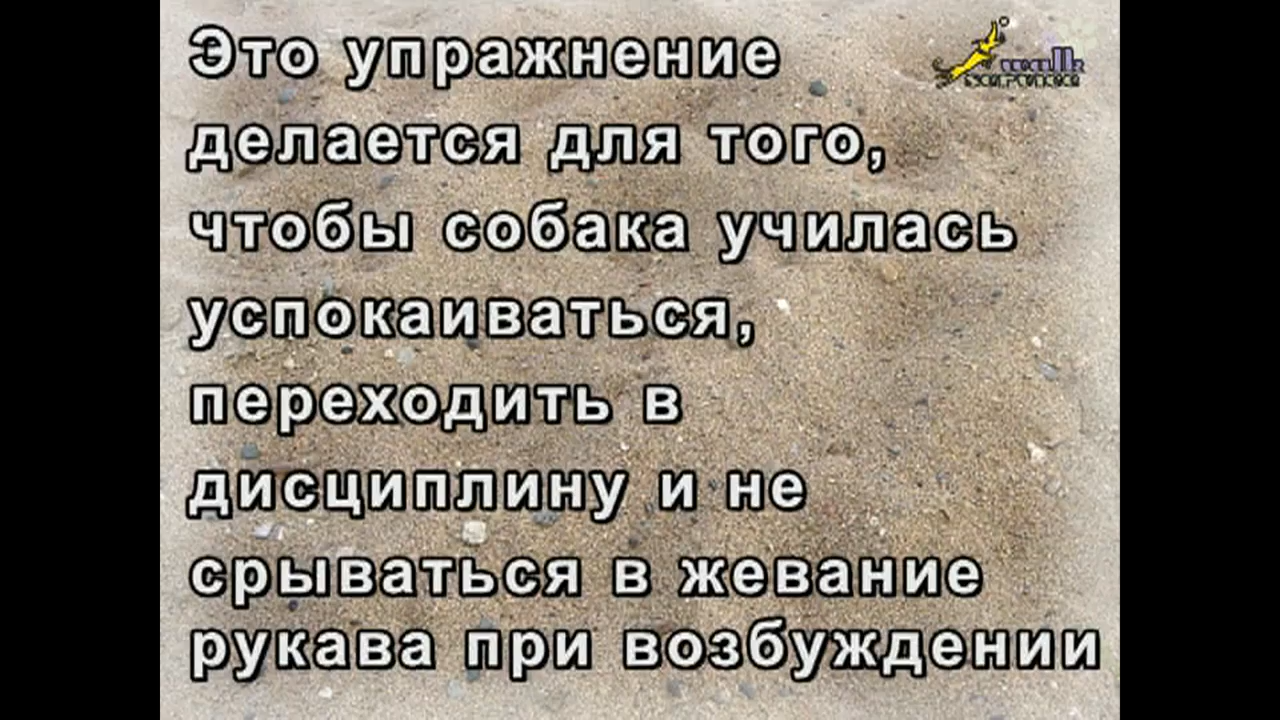 Это упражнение
делается для того,
чтобы собака училась
успокаиваться,
переходить в
дисциплину и не
срываться в жевание
рукава при возбуждении